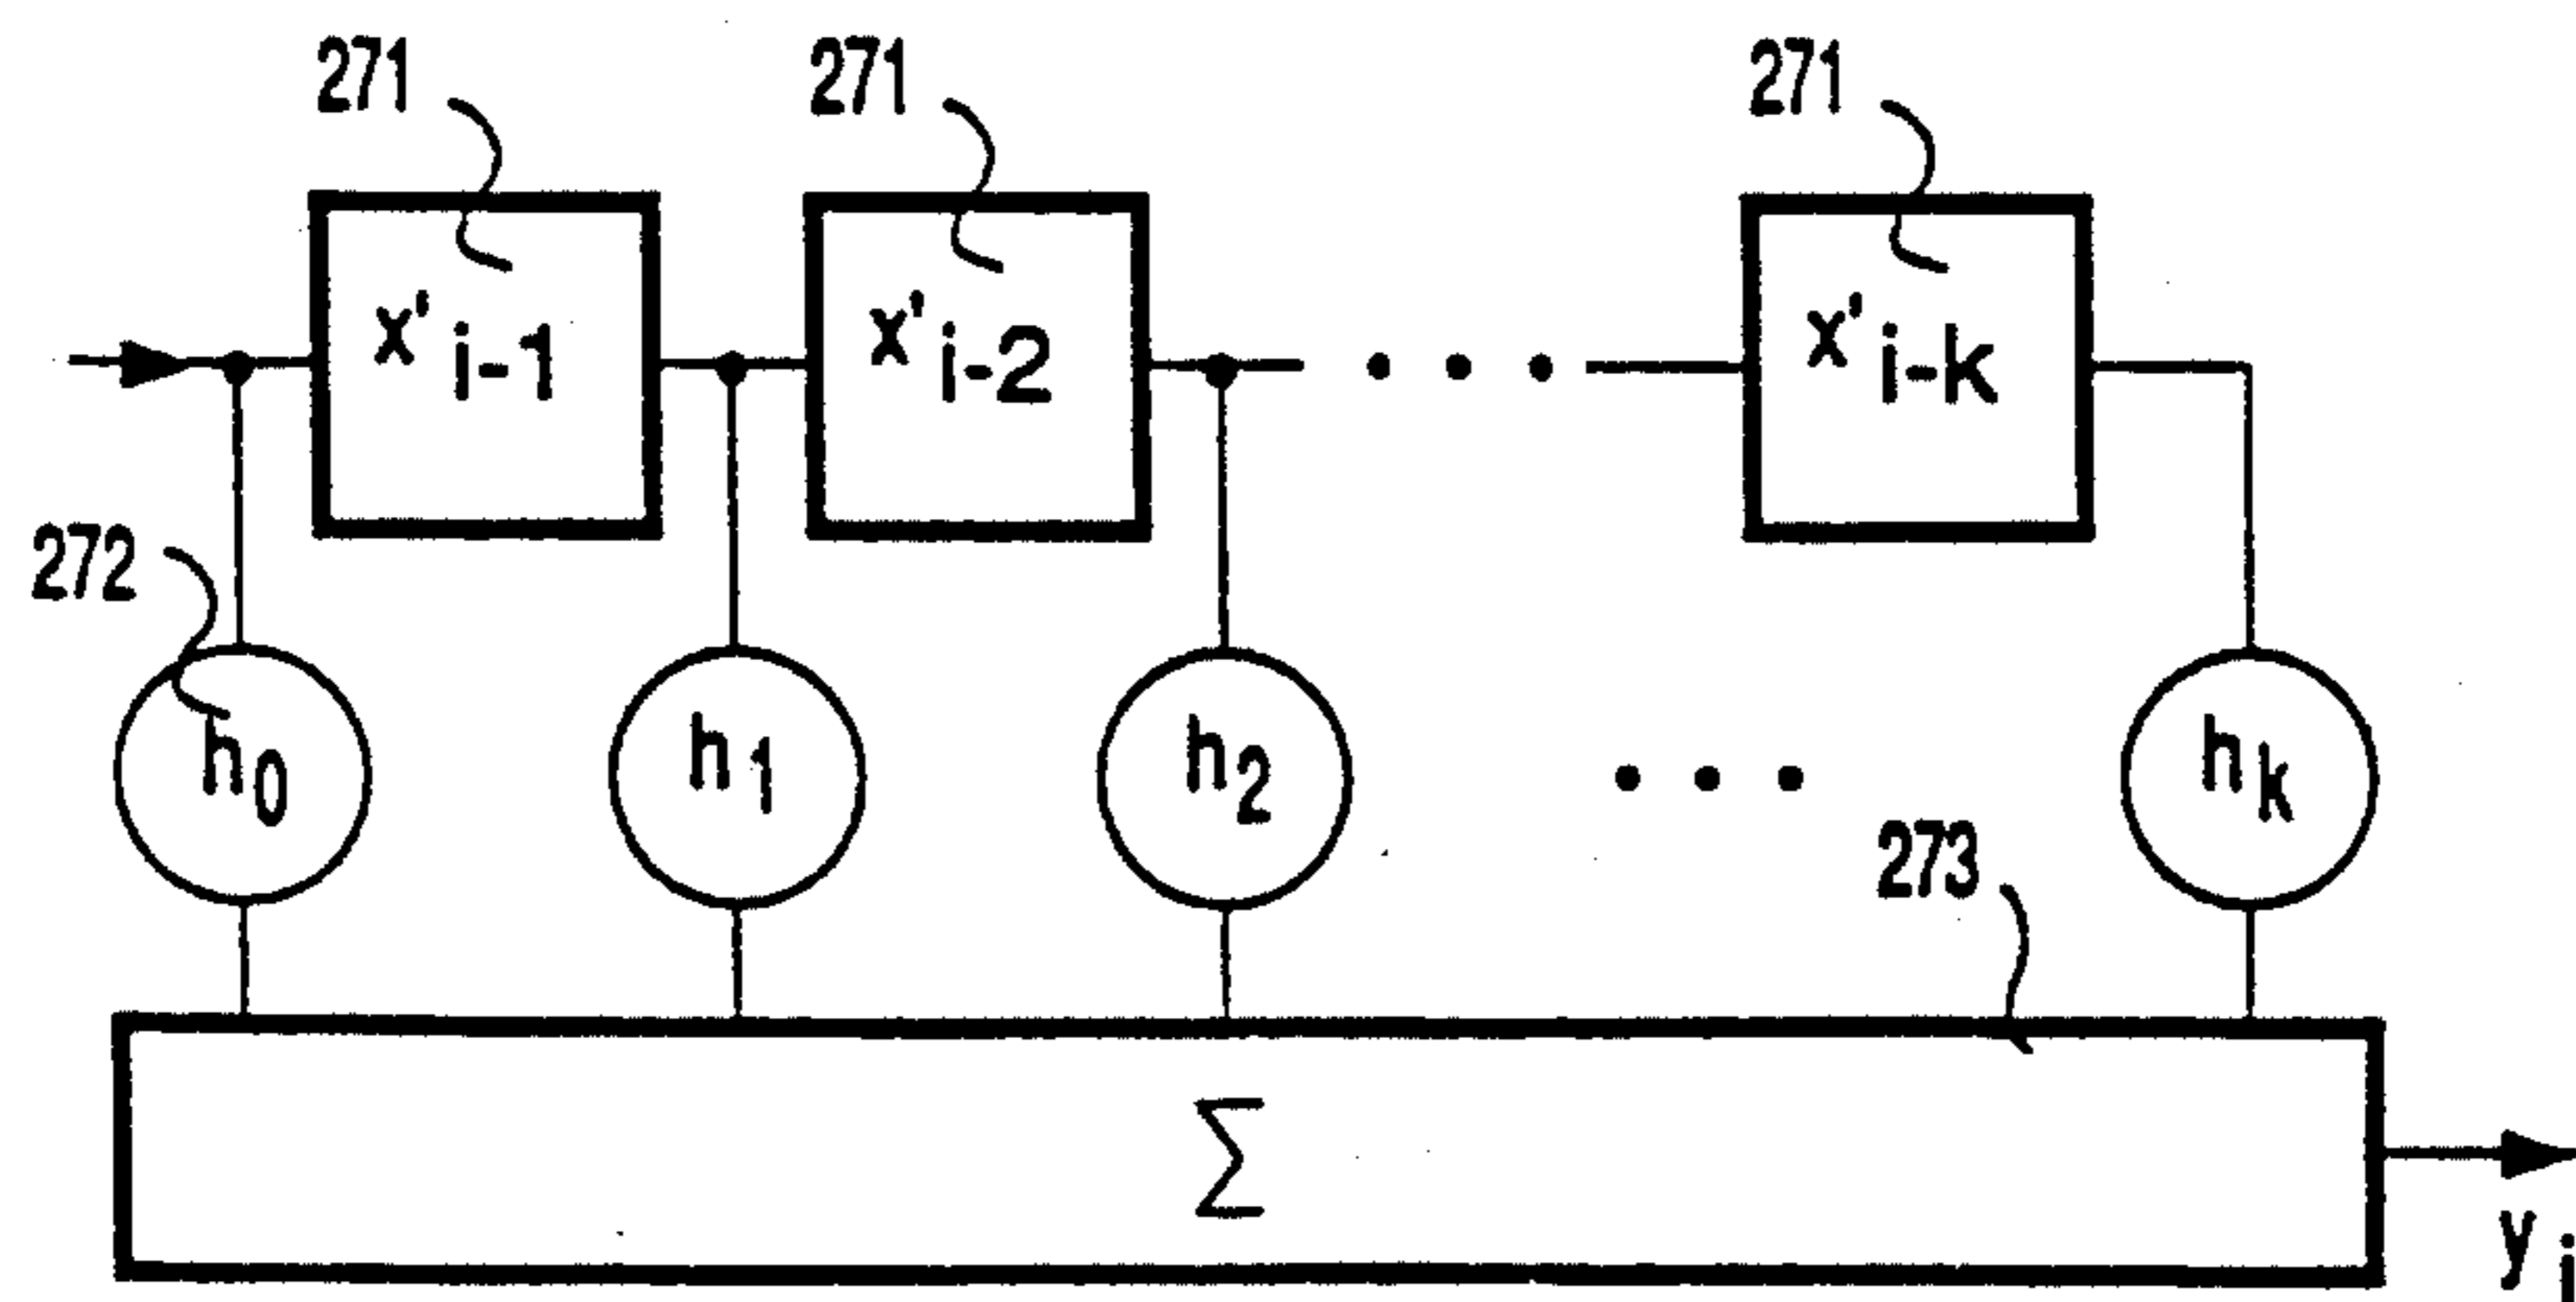 271 271 271
x'i-1 x'i-2 • • • x'i-k
272
h0 h1 h2 • • • hk
273
Σ
yi